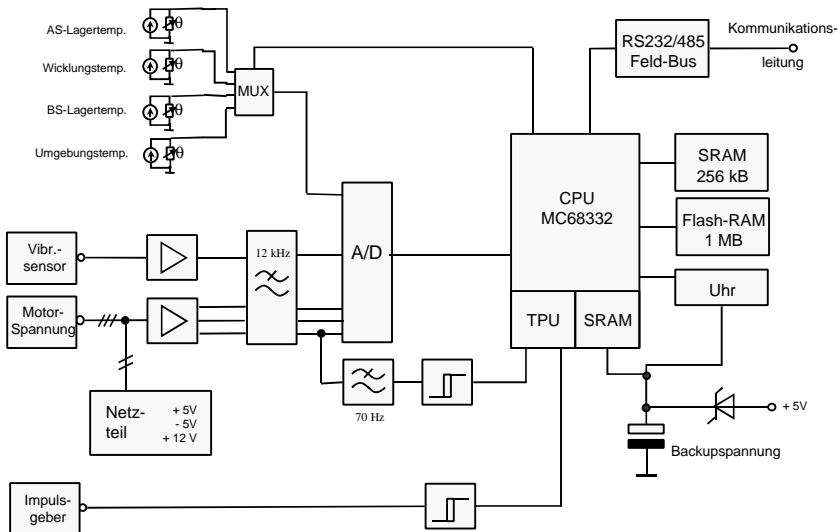 AS-Lagertemp.
θ
Wicklungstemp.
θ
BS-Lagertemp.
θ
Umgebungstemp.
θ
MUX
RS232/485
Feld-Bus
Kommunikations-
leitung
CPU
MC68332
SRAM
256 kB
Flash-RAM
1 MB
Uhr
TPU
SRAM
Vibr.-
sensor
12 kHz
A/D
Motor-
Spannung
70 Hz
Netz-
teil
+ 5V
- 5V
+ 12 V
+ 5V
Backupspannung
Impuls-
geber